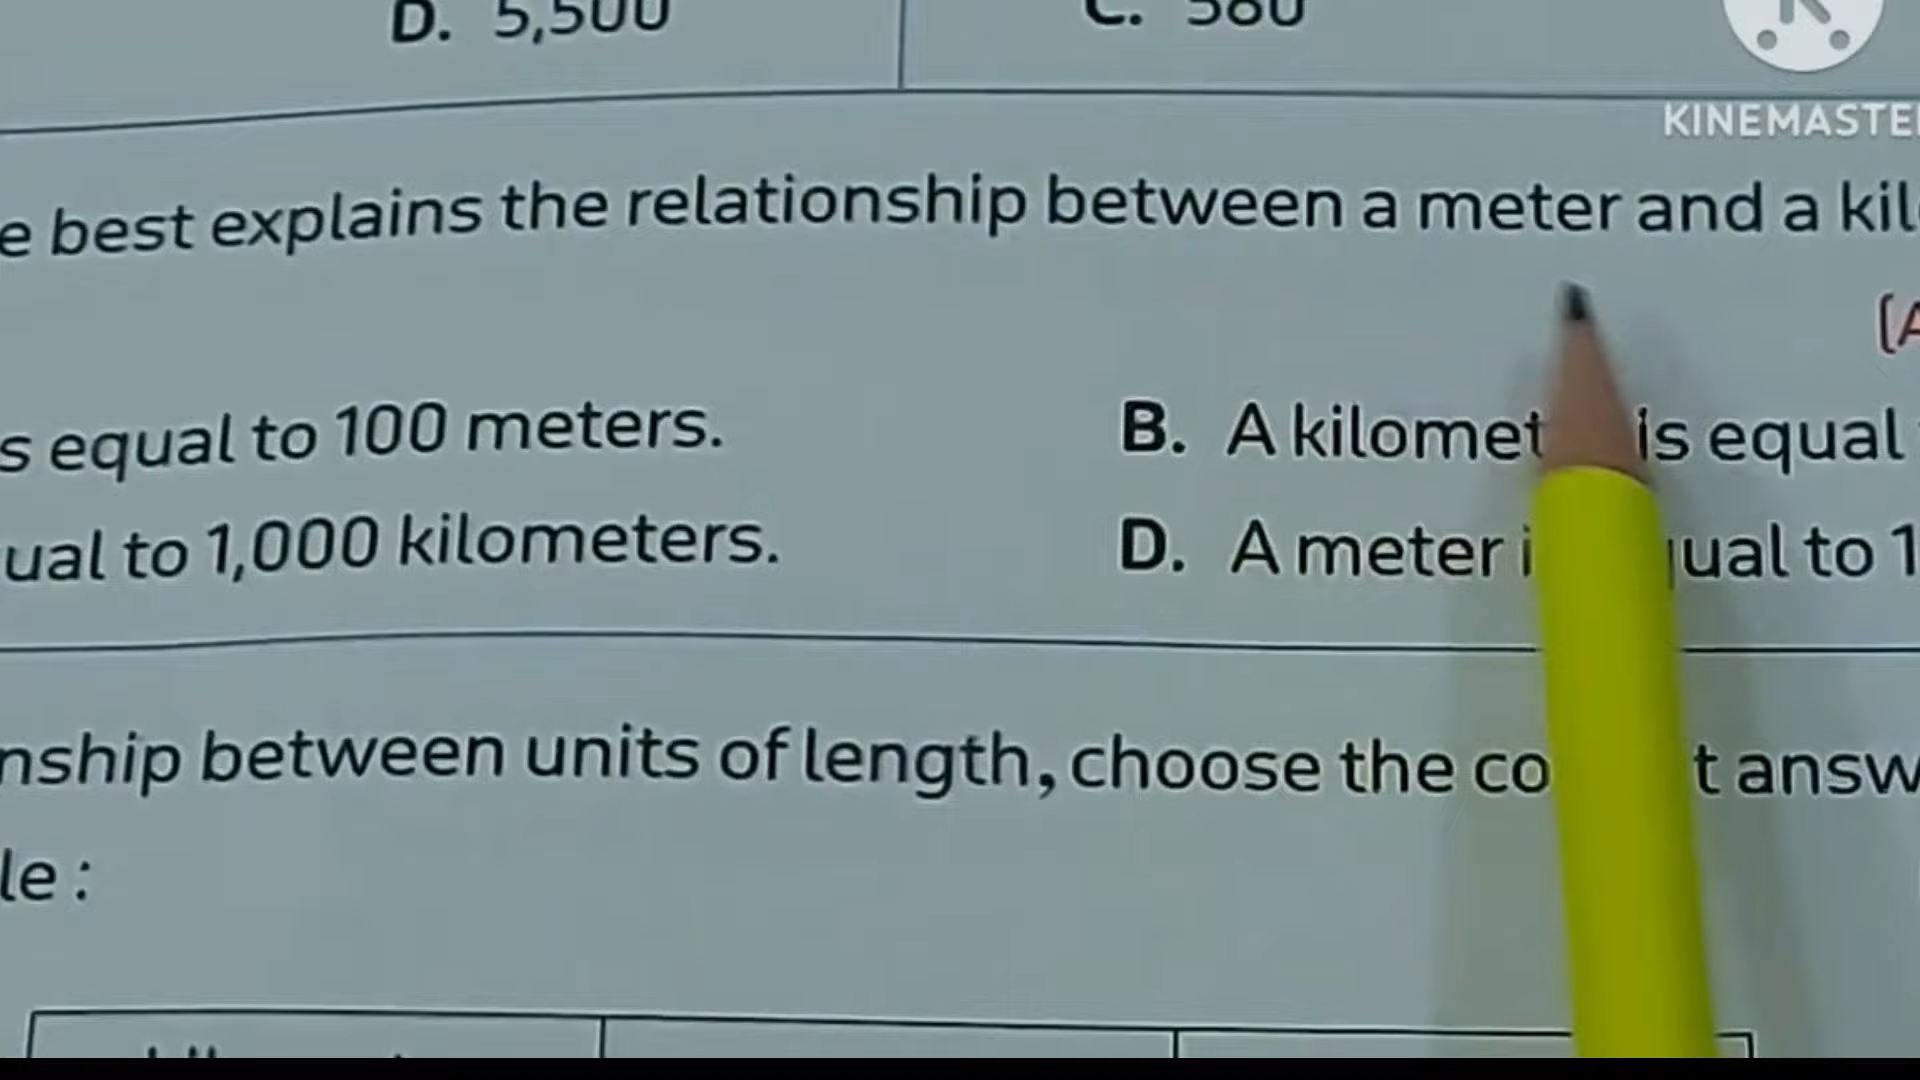 D. 5,500 C. 580
KINEMASTE
e best explains the relationship between a meter and a kil
(A
s equal to 100 meters. B. A kilomet is equal
ual to 1,000 kilometers. D. A meter i ual to 1
nship between units of length, choose the co t answ
le :